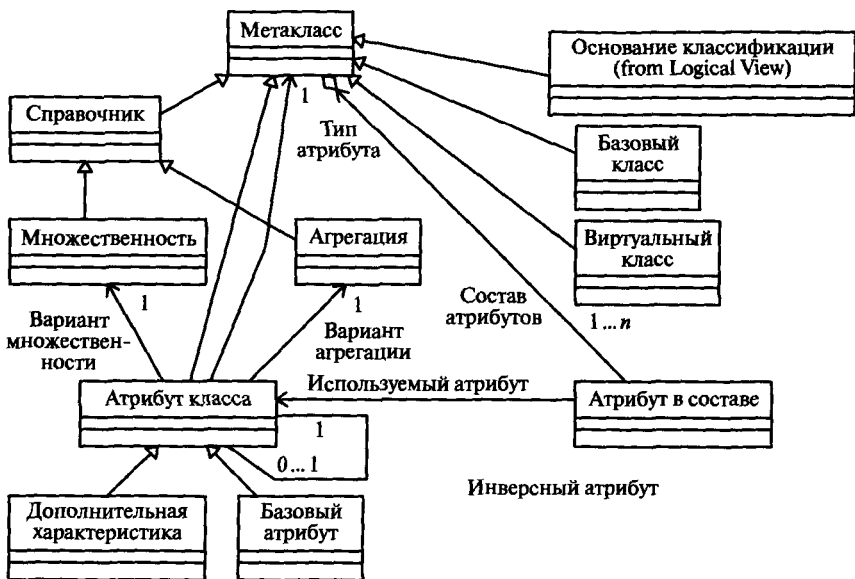 Метакласс
Основание классификации
(from Logical View)
Справочник
1
Тип
атрибута
Базовый
класс
Множественность
Агрегация
Виртуальный
класс
1
Вариант
множествен-
ности
1
Вариант
агрегации
Состав
атрибутов
1...n
Атрибут класса
Используемый атрибут
Атрибут в составе
1
0...1
Инверсный атрибут
Дополнительная
характеристика
Базовый
атрибут